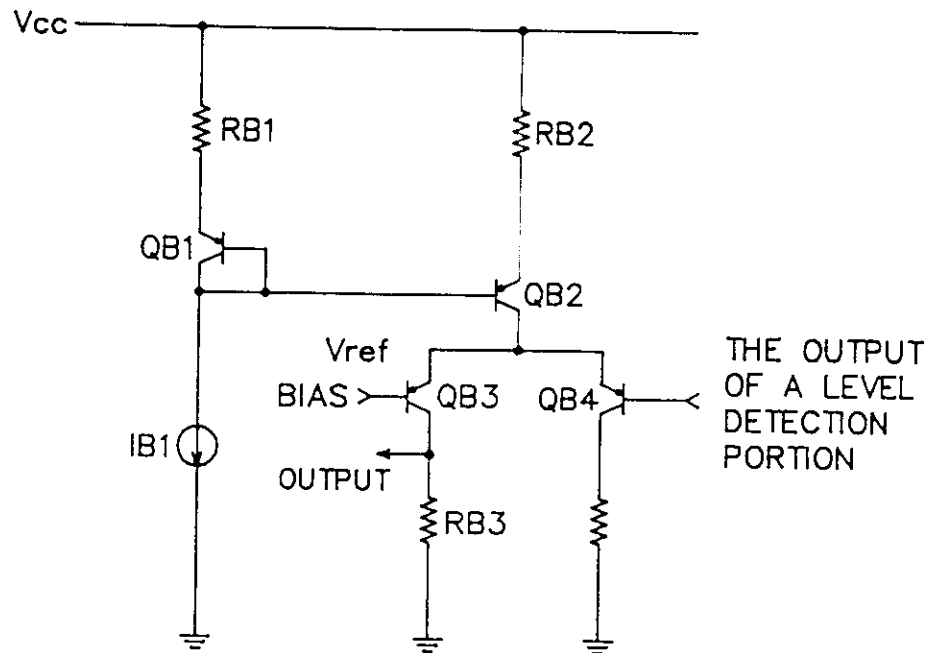 Vcc
RB1
RB2
QB1
QB2
Vref
BIAS
QB3
QB4
THE OUTPUT
OF A LEVEL
DETECTION
PORTION
IB1
OUTPUT
RB3